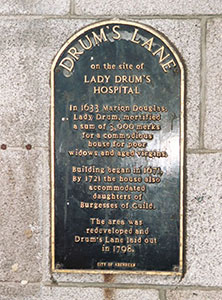 DRUM'S LANE
on the site of
LADY DRUM'S
HOSPITAL
In 1633 Marion Douglas,
Lady Drum, mortified
a sum of 3,000 merks
for a commodious
house for poor
widows and aged virgins.
Building began in 1671.
By 1721 the house also
accommodated
daughters of
Burgesses of Guild.
The area was
redeveloped and
Drum's Lane laid out
in 1798.
CITY OF ABERDEEN